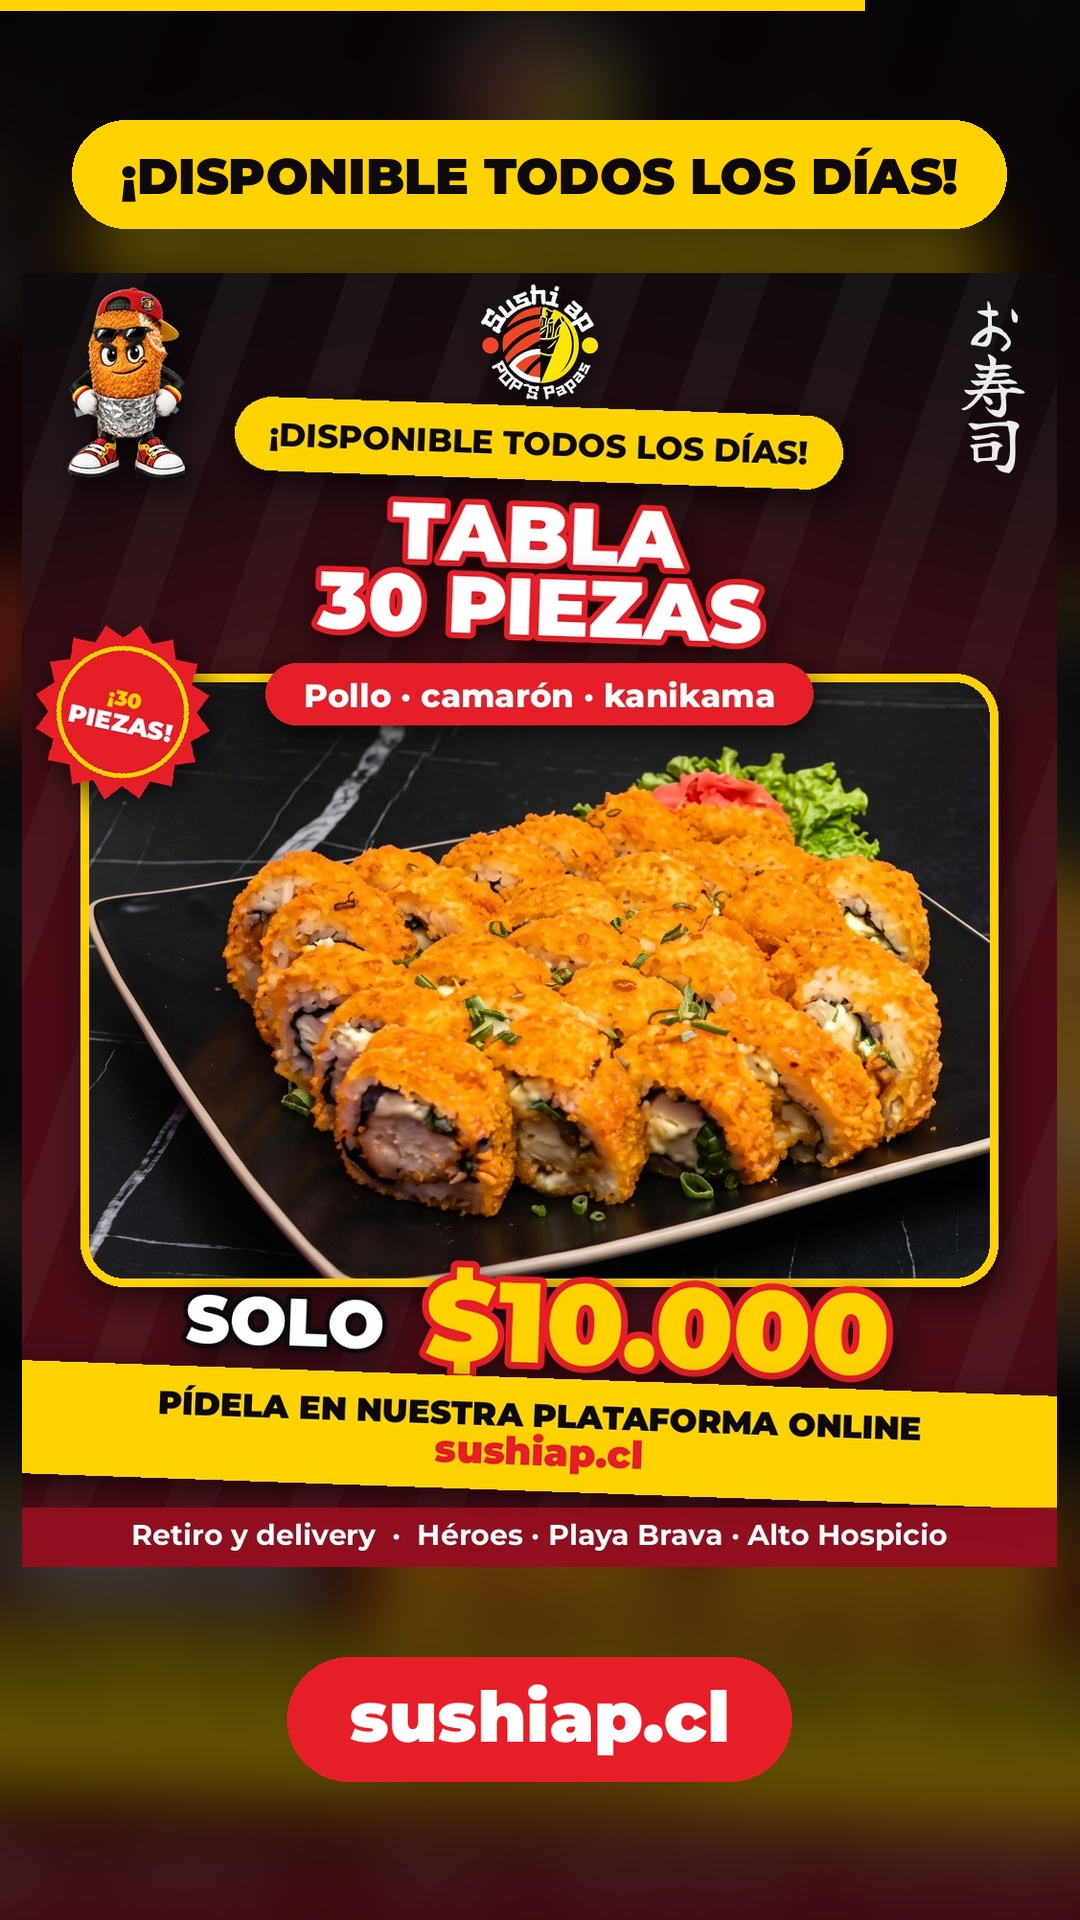 ¡DISPONIBLE TODOS LOS DÍAS!
Sushi ap
POP'S Papas
お寿司
¡DISPONIBLE TODOS LOS DÍAS!
TABLA
30 PIEZAS
¡30
PIEZAS!
Pollo · camarón · kanikama
SOLO $10.000
PÍDELA EN NUESTRA PLATAFORMA ONLINE
sushiap.cl
Retiro y delivery · Héroes · Playa Brava · Alto Hospicio
sushiap.cl